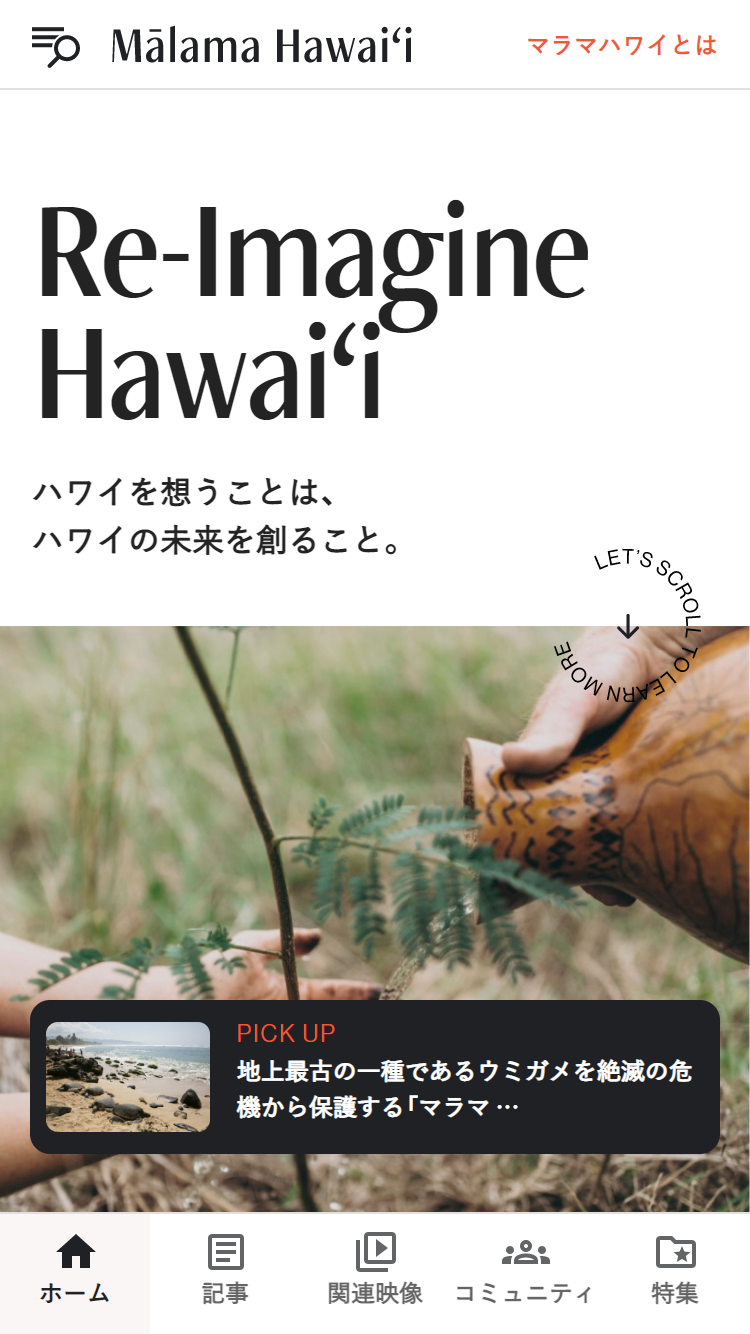 Mālama Hawaiʻi
マラマハワイとは
Re-Imagine
Hawaiʻi
ハワイを想うことは、
ハワイの未来を創ること。
LET'S SCROLL TO LEARN MORE
PICK UP
地上最古の一種であるウミガメを絶滅の危
機から保護する「マラマ …
ホーム
記事
関連映像
コミュニティ
特集